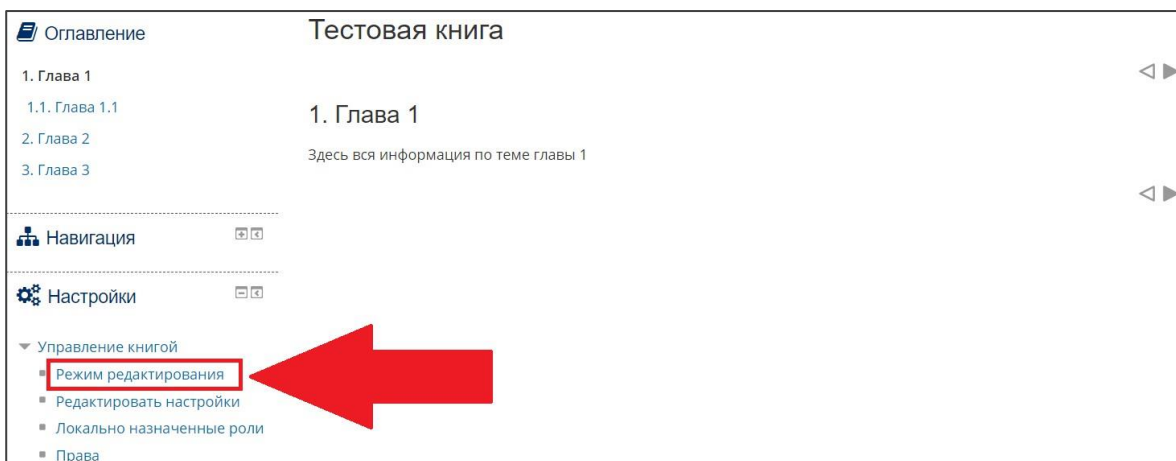 Оглавление
1. Глава 1
1.1. Глава 1.1
2. Глава 2
3. Глава 3
Навигация
Настройки
Управление книгой
Режим редактирования
Редактировать настройки
Локально назначенные роли
Права
Тестовая книга
1. Глава 1
Здесь вся информация по теме главы 1